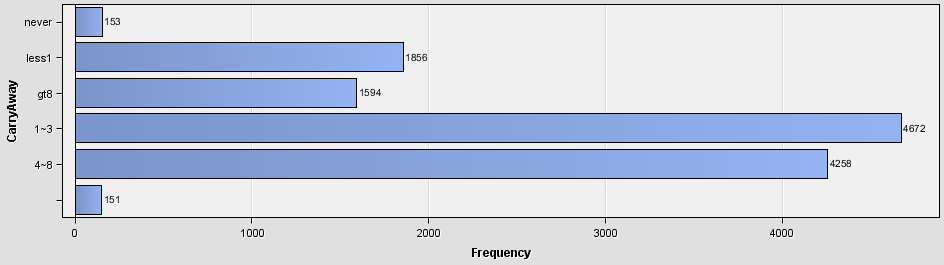 never 153
less1 1856
gt8 1594
1~3 4672
4~8 4258
151
0 1000 2000 3000 4000
Frequency
CarryAway